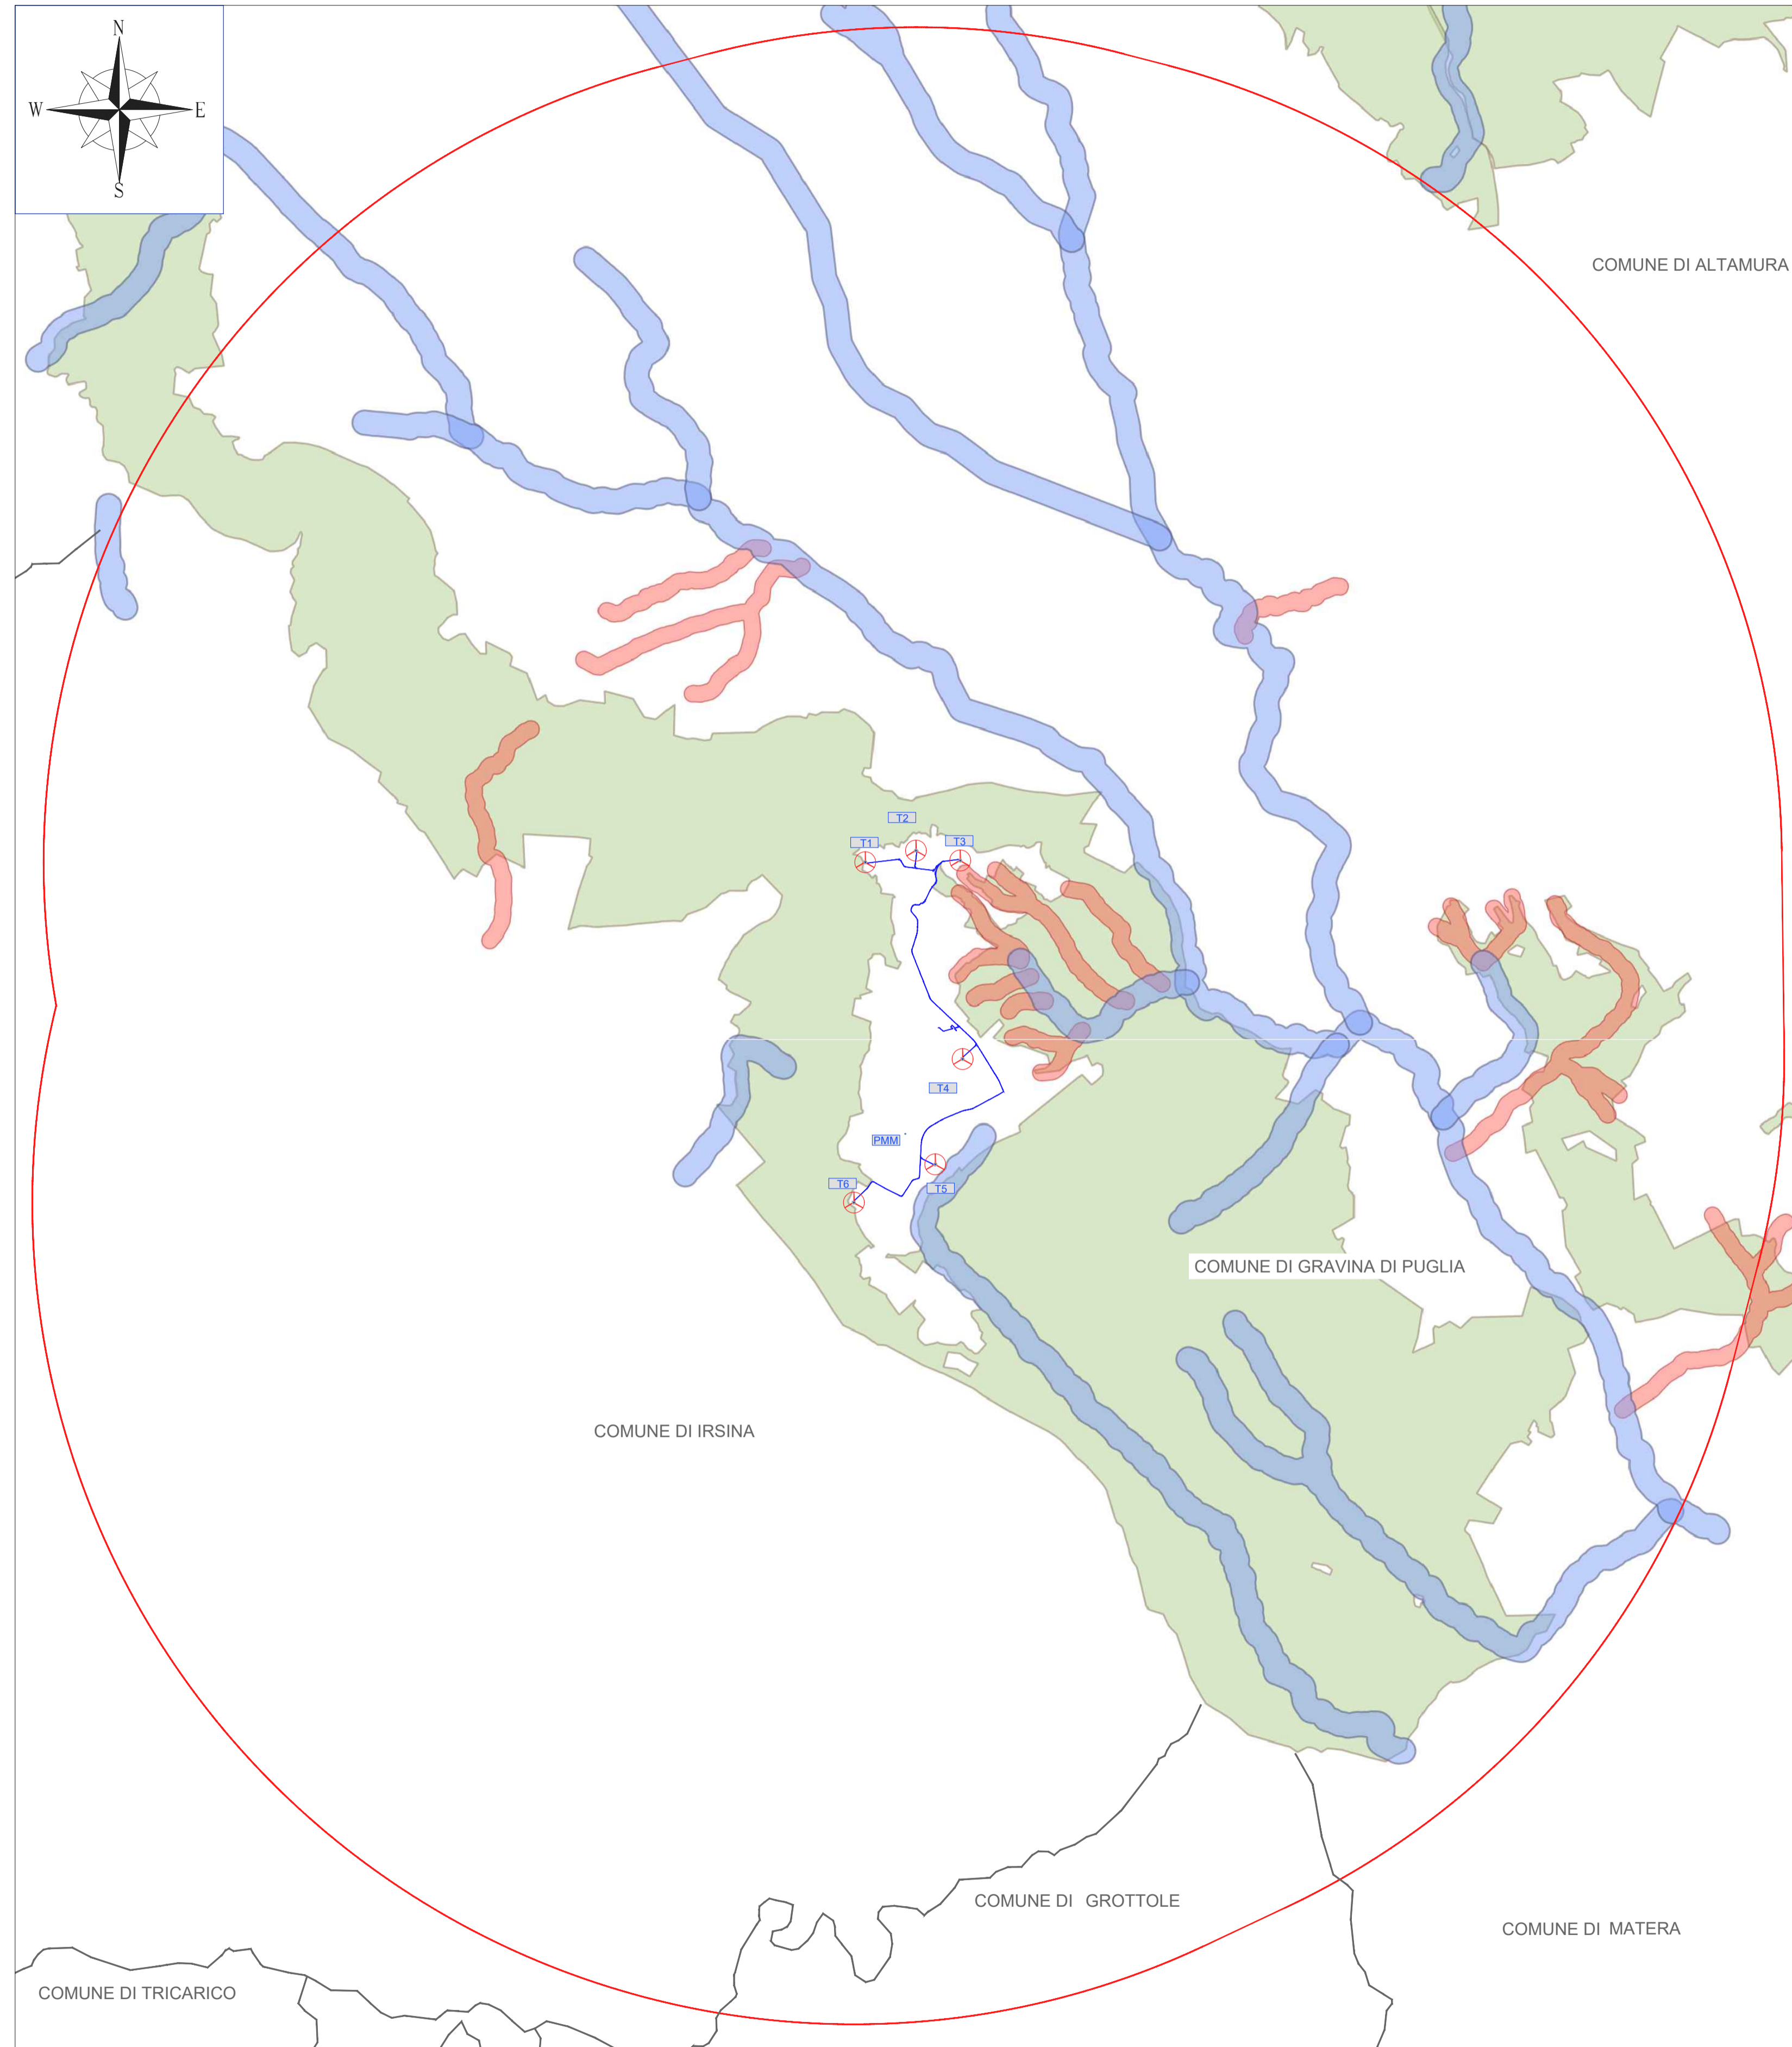 N
W E
S
COMUNE DI ALTAMURA
T2
T1
T3
T4
PMM
T6
T5
COMUNE DI GRAVINA DI PUGLIA
COMUNE DI IRSINA
COMUNE DI GROTTOLE
COMUNE DI MATERA
COMUNE DI TRICARICO